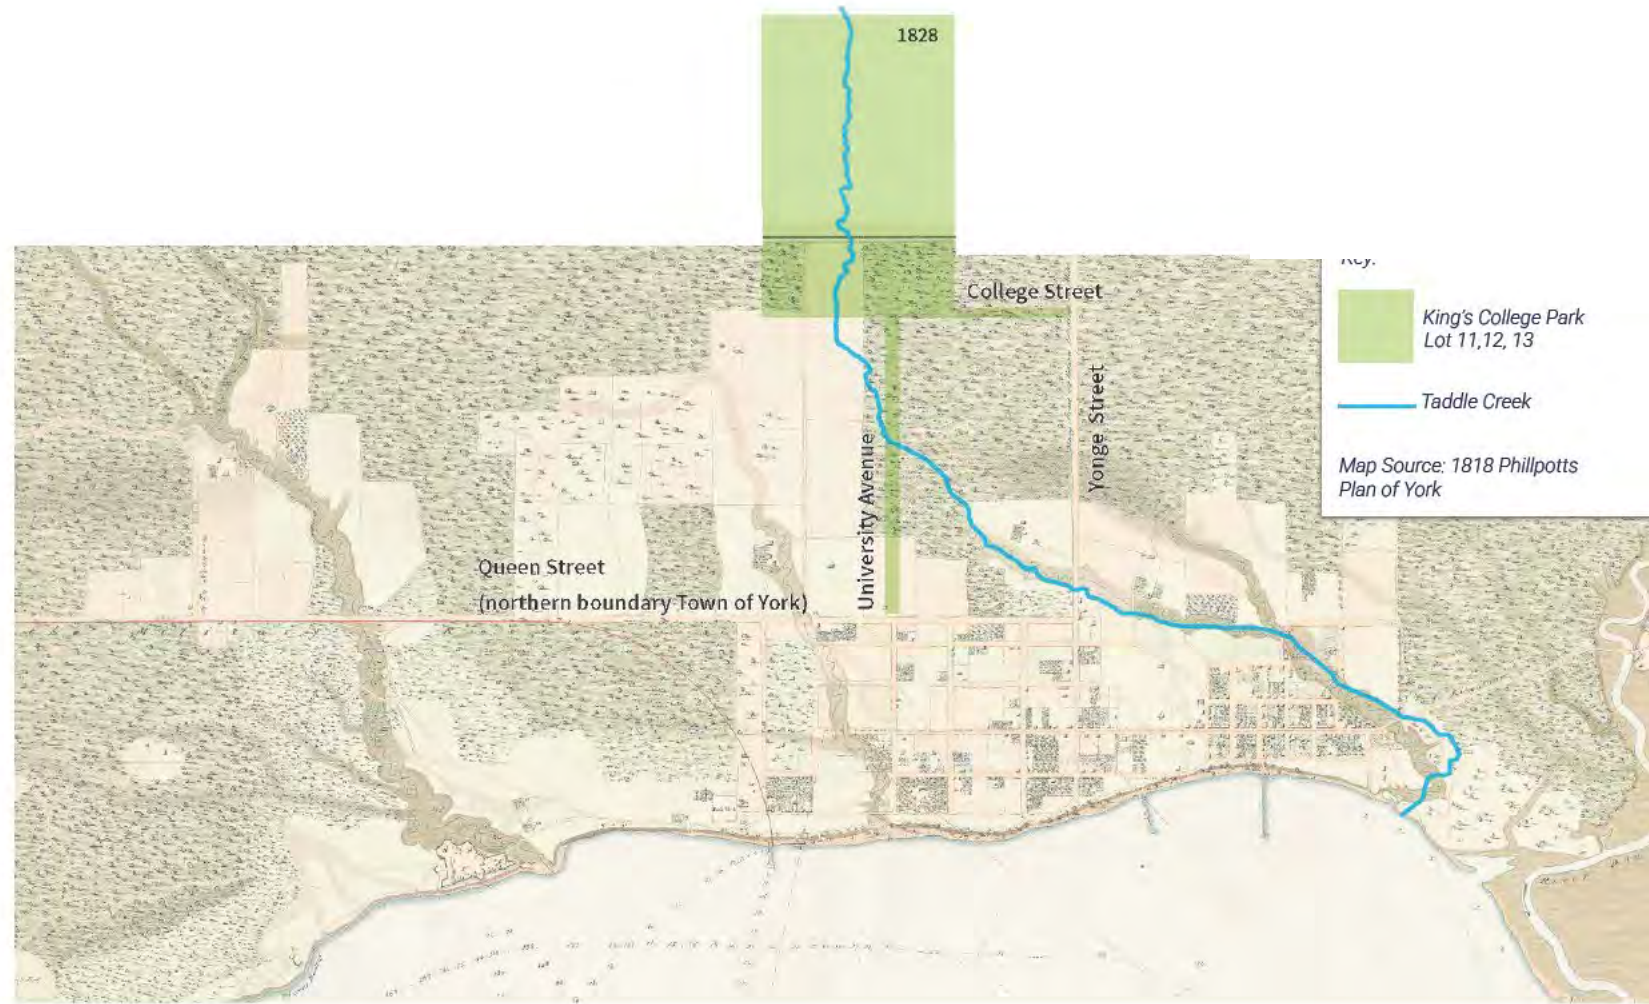 1828
College Street
Key:
King's College Park
Lot 11,12, 13
Yonge Street
Taddle Creek
University Avenue
Map Source: 1818 Phillpotts
Plan of York
Queen Street
(northern boundary Town of York)